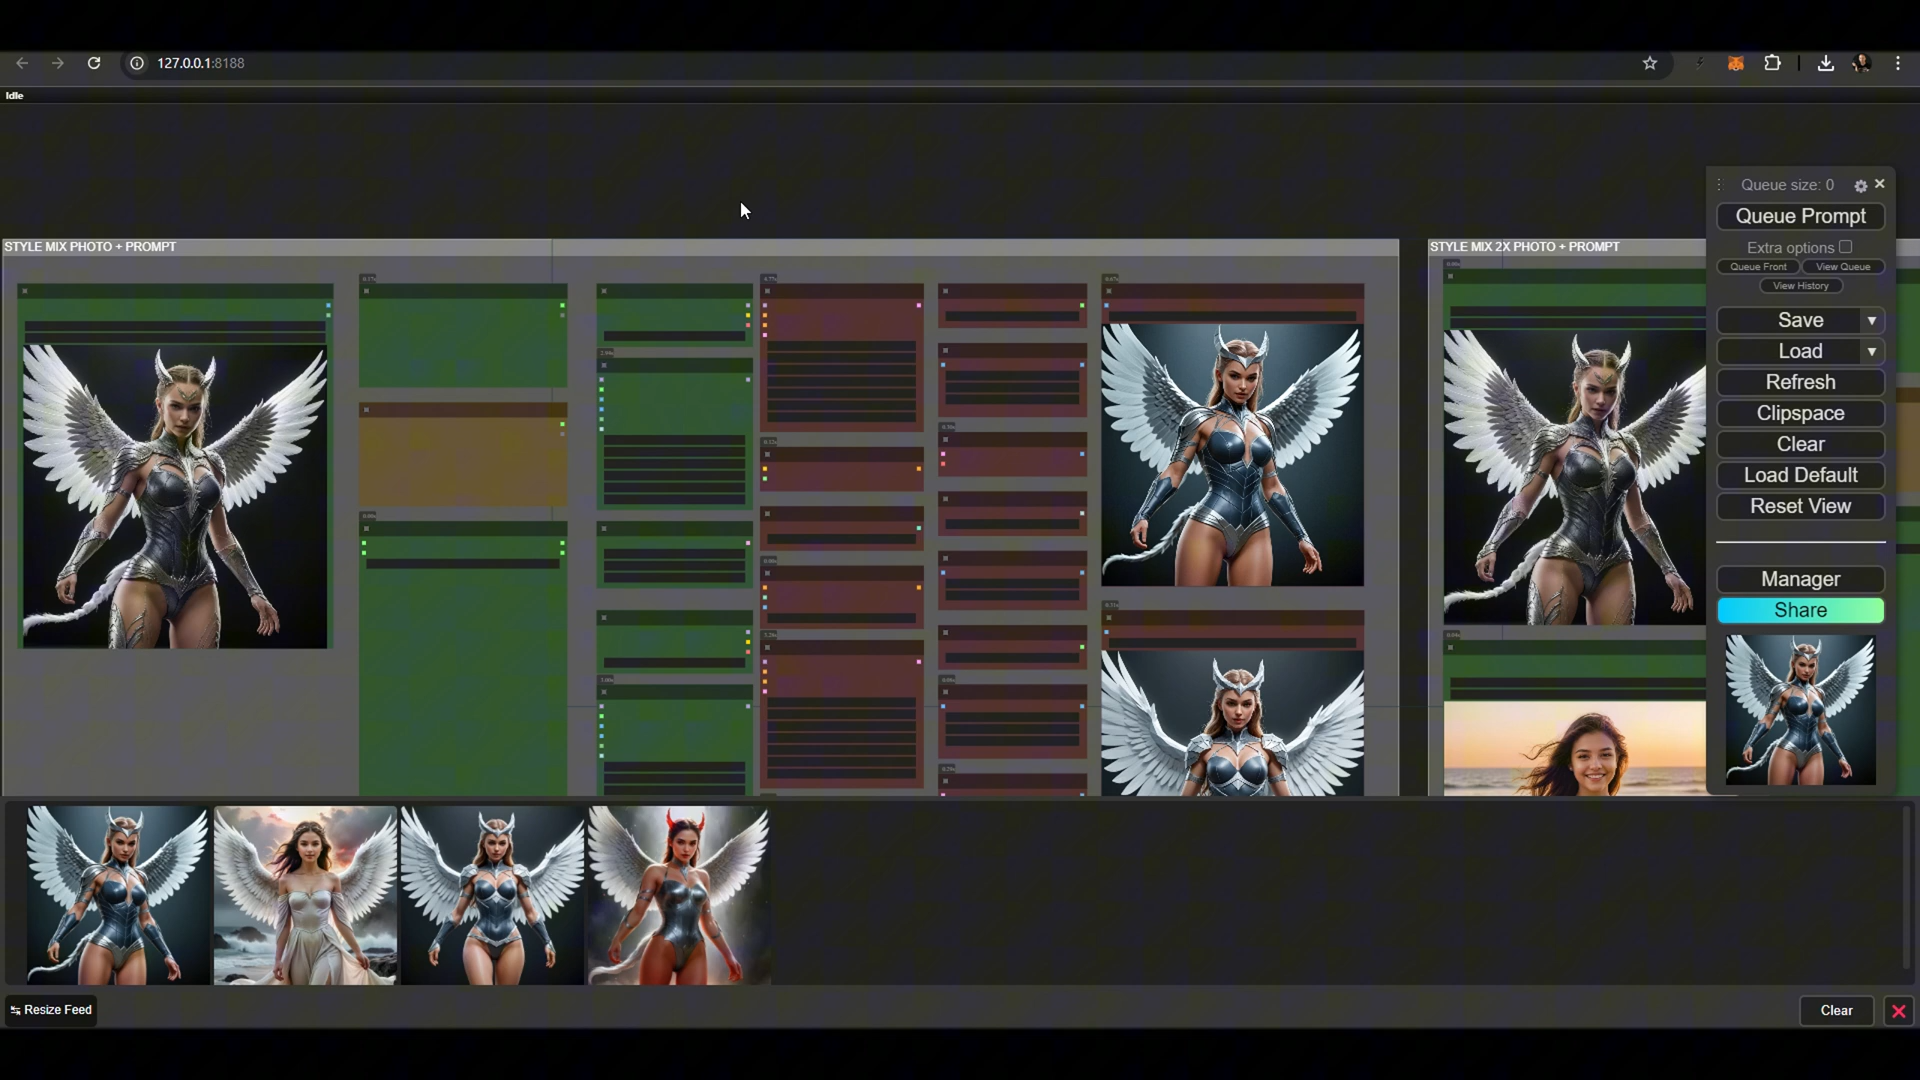 127.0.0.1:8188
Idle
Queue size: 0
Queue Prompt
Extra options
Queue Front
View Queue
View History
STYLE MIX PHOTO + PROMPT
STYLE MIX 2X PHOTO + PROMPT
Save
Load
Refresh
Clipspace
Clear
Load Default
Reset View
Manager
Share
Resize Feed
Clear